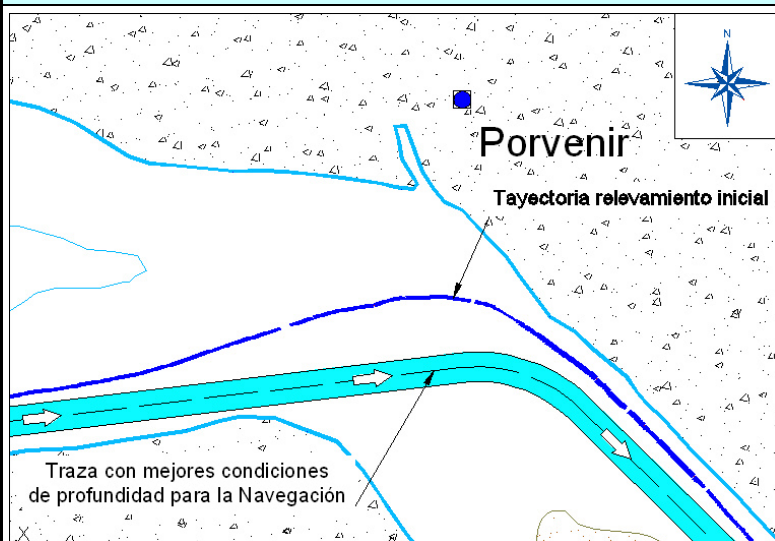 N
Porvenir
Tayectoria relevamiento inicial
Traza con mejores condiciones
de profundidad para la Navegación
X